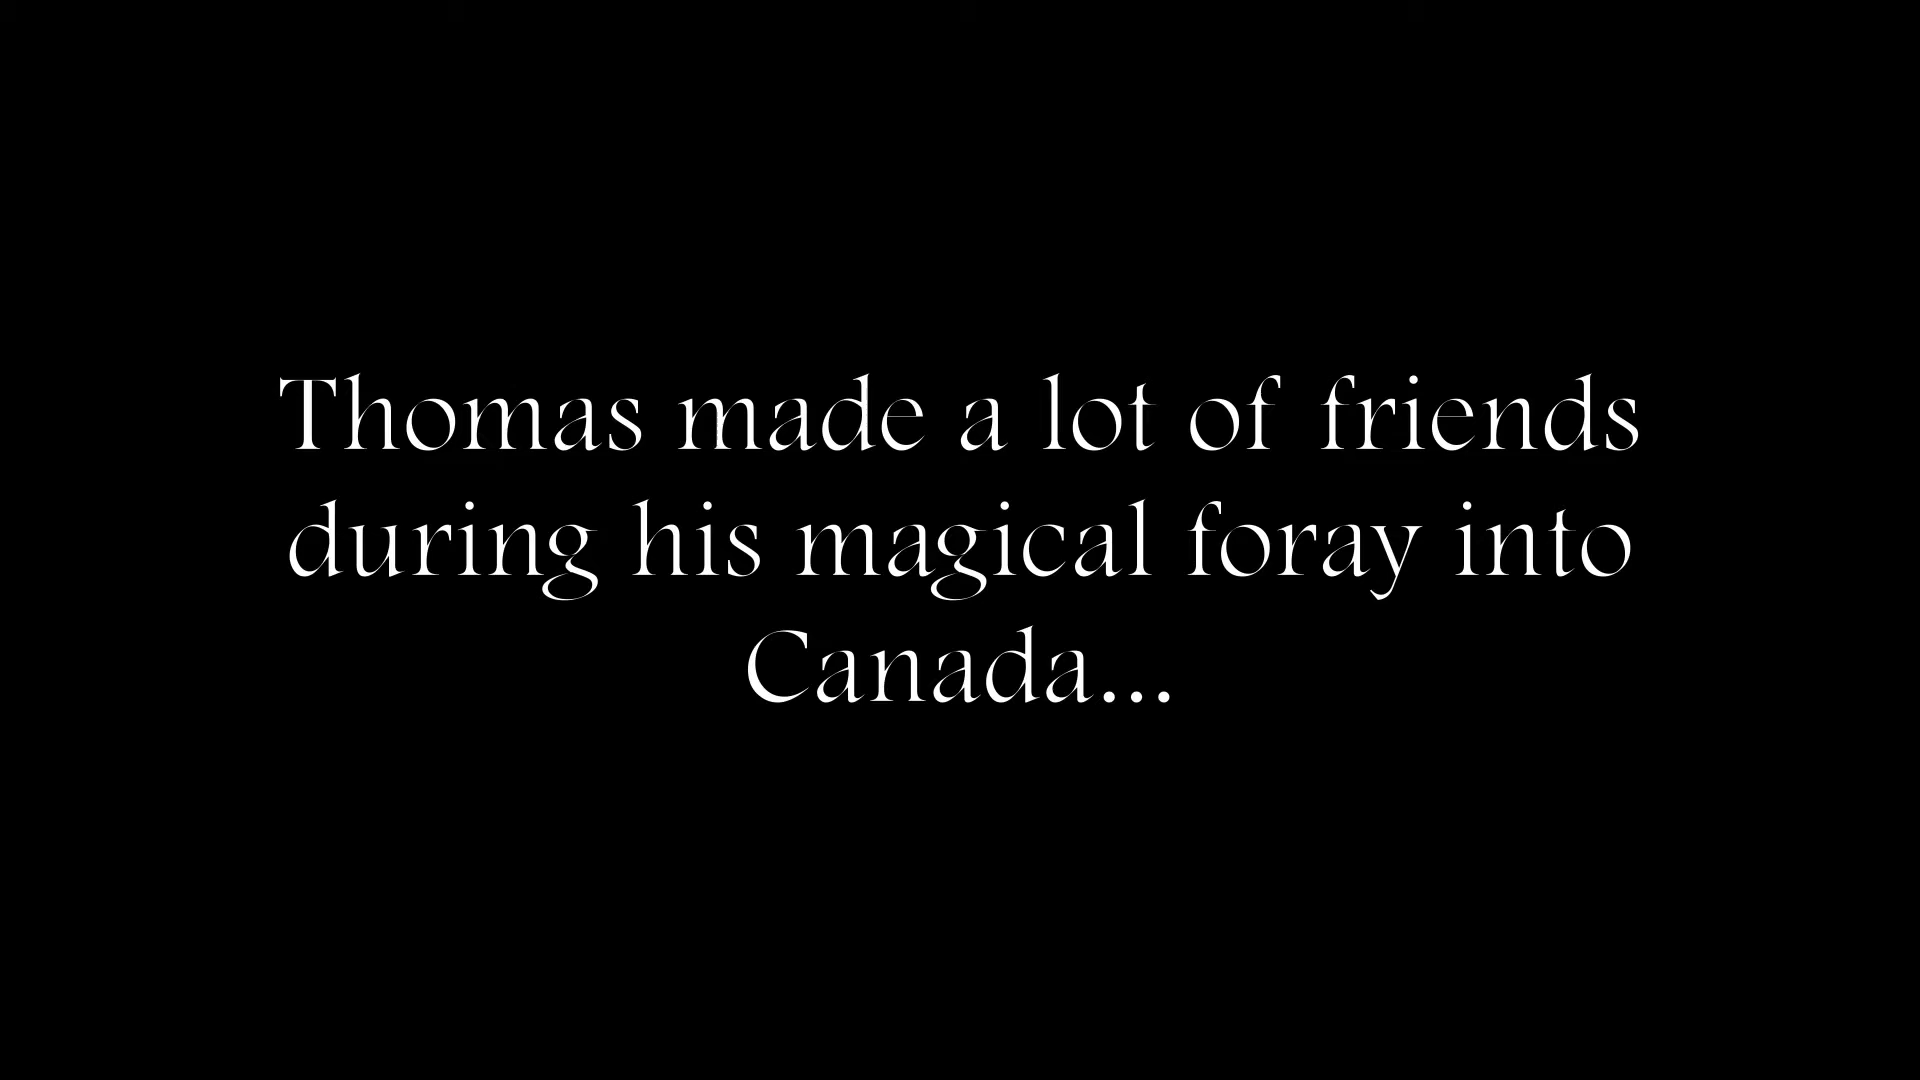 Thomas made a lot of friends
during his magical foray into
Canada...